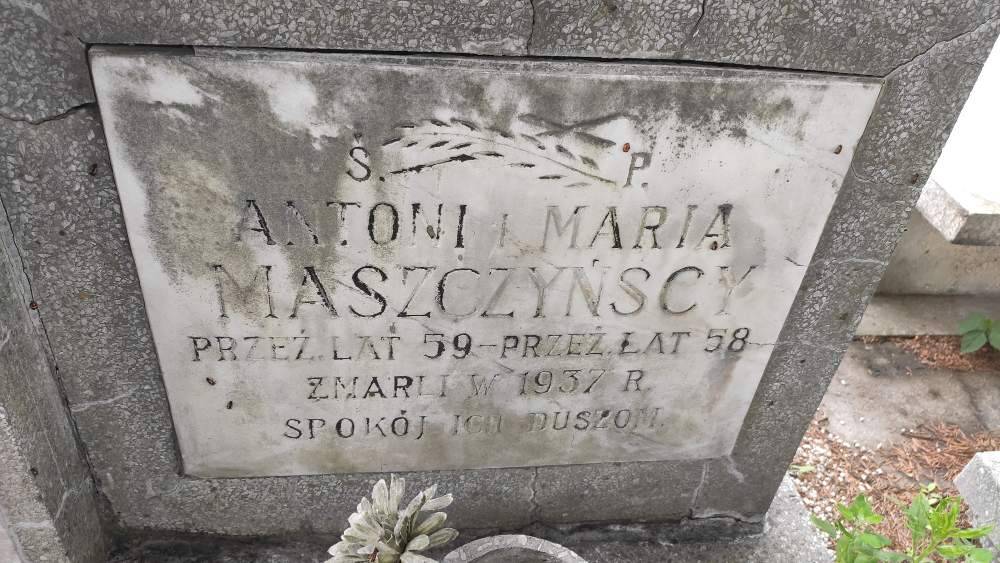 Ś. P.
ANTONI i MARIA
MASZCZYŃSCY
PRZEŻ. LAT 59 – PRZEŻ. LAT 58
ZMARLI W 1937 R.
SPOKÓJ ICH DUSZOM.